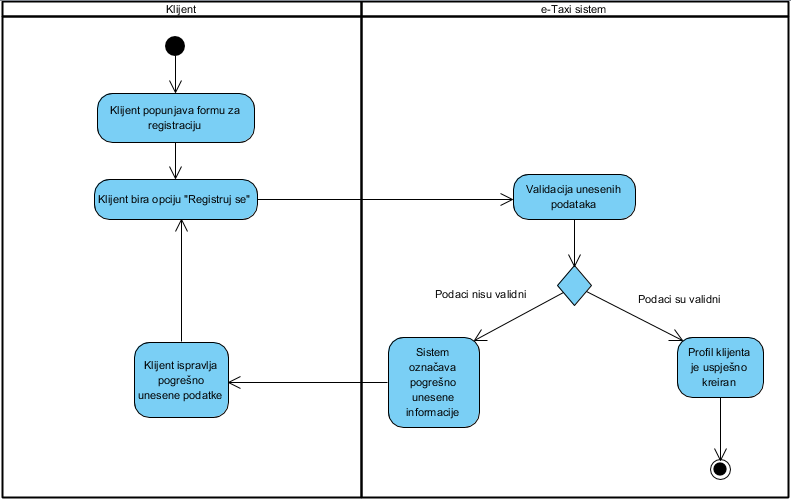 Klijent
e-Taxi sistem
Klijent popunjava formu za
registraciju
Klijent bira opciju "Registruj se"
Validacija unesenih
podataka
Podaci nisu validni
Podaci su validni
Sistem
označava
pogrešno
unesene
informacije
Profil klijenta
je uspješno
kreiran
Klijent ispravlja
pogrešno
unesene podatke